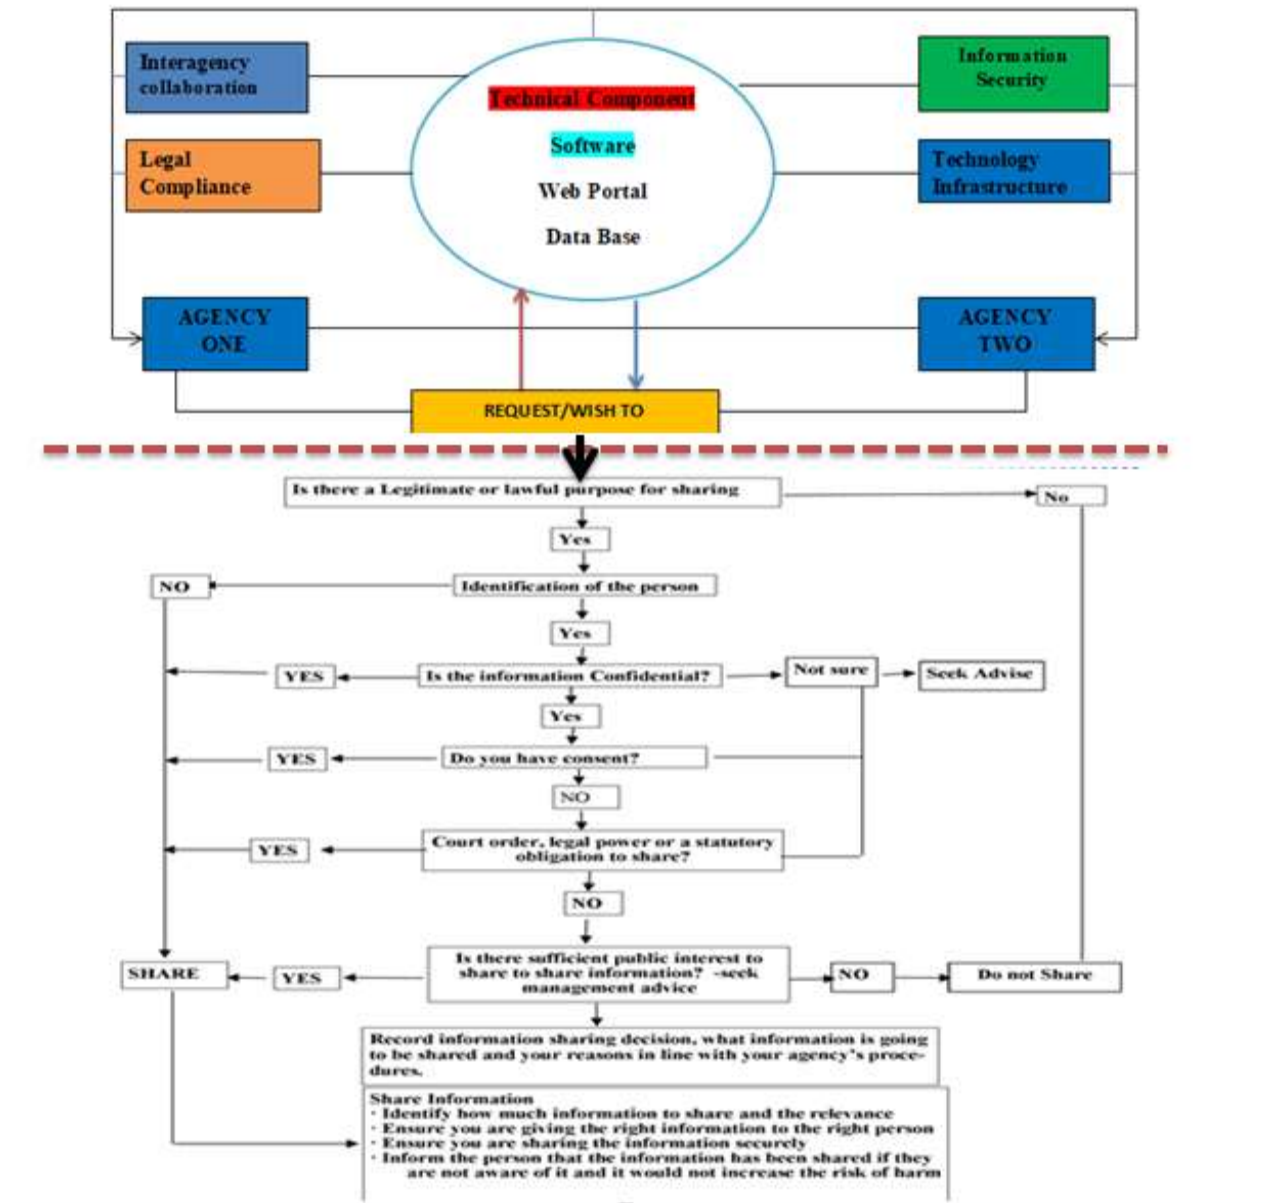 Interagency
collaboration
Technical Component
Information
Security
Software
Legal
Compliance
Web Portal
Technology
Infrastructure
Data Base
AGENCY
ONE
AGENCY
TWO
REQUEST/WISH TO
Is there a Legitimate or lawful purpose for sharing
No
Yes
NO
Identification of the person
Yes
YES
Is the information Confidential?
Not sure
Seek Advise
Yes
YES
Do you have consent?
NO
YES
Court order, legal power or a statutory
obligation to share?
NO
SHARE
YES
Is there sufficient public interest to
share to share information? -seek
management advice
NO
Do not Share
Record information sharing decision, what information is going
to be shared and your reasons in line with your agency's proce-
dures.
Share Information
· Identify how much information to share and the relevance
· Ensure you are giving the right information to the right person
· Ensure you are sharing the information securely
· Inform the person that the information has been shared if they
are not aware of it and it would not increase the risk of harm